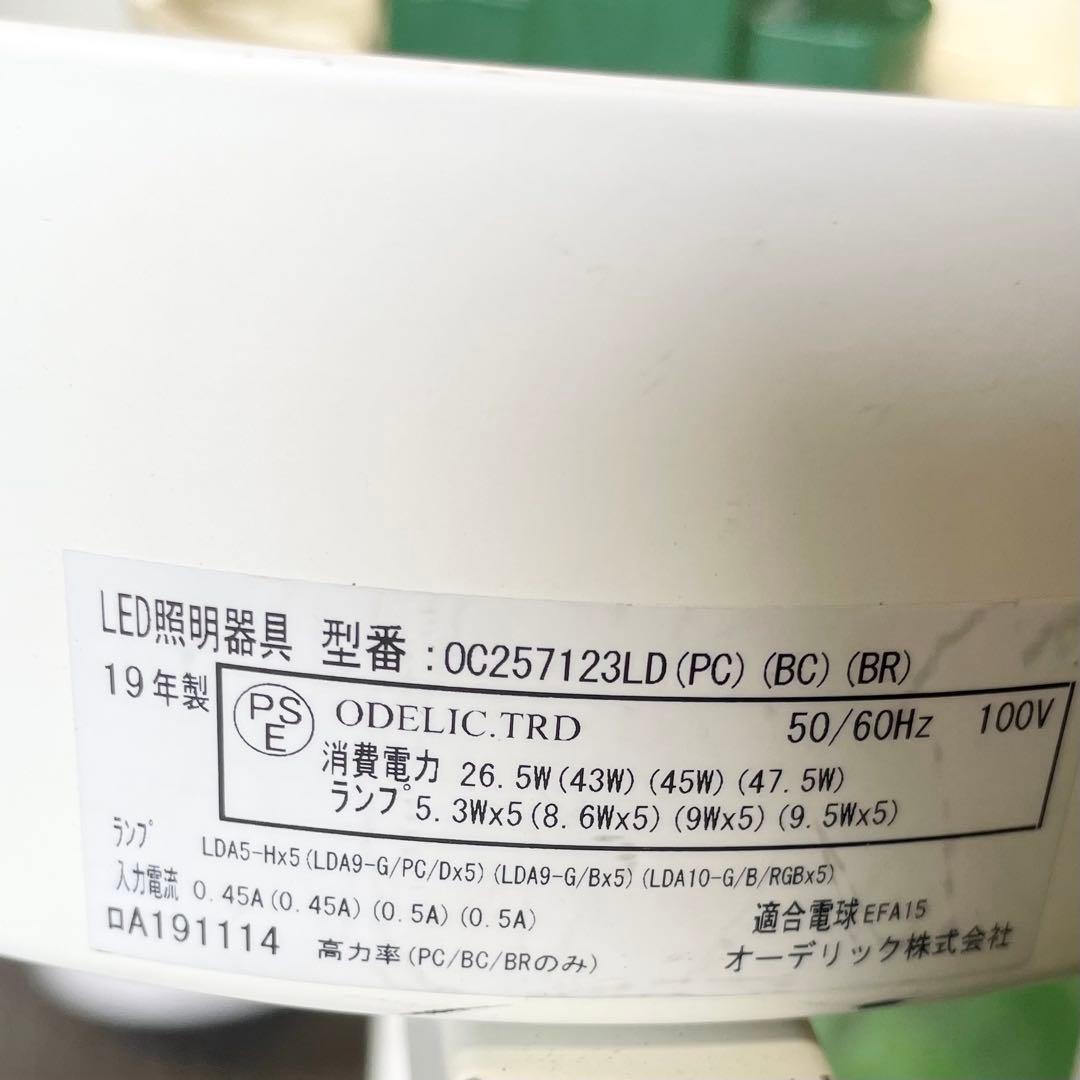 LED照明器具 型番:OC257123LD(PC)(BC)(BR)
19年製
PSE ODELIC.TRD 50/60Hz 100V
消費電力 26.5W(43W)(45W)(47.5W)
ランプ5.3Wx5(8.6Wx5)(9Wx5)(9.5Wx5)
ランプ LDA5-Hx5(LDA9-G/PC/Dx5)(LDA9-G/Bx5)(LDA10-G/B/RGBx5)
入力電流 0.45A(0.45A)(0.5A)(0.5A) 適合電球EFA15
ロA191114 高力率(PC/BC/BRのみ) オーデリック株式会社